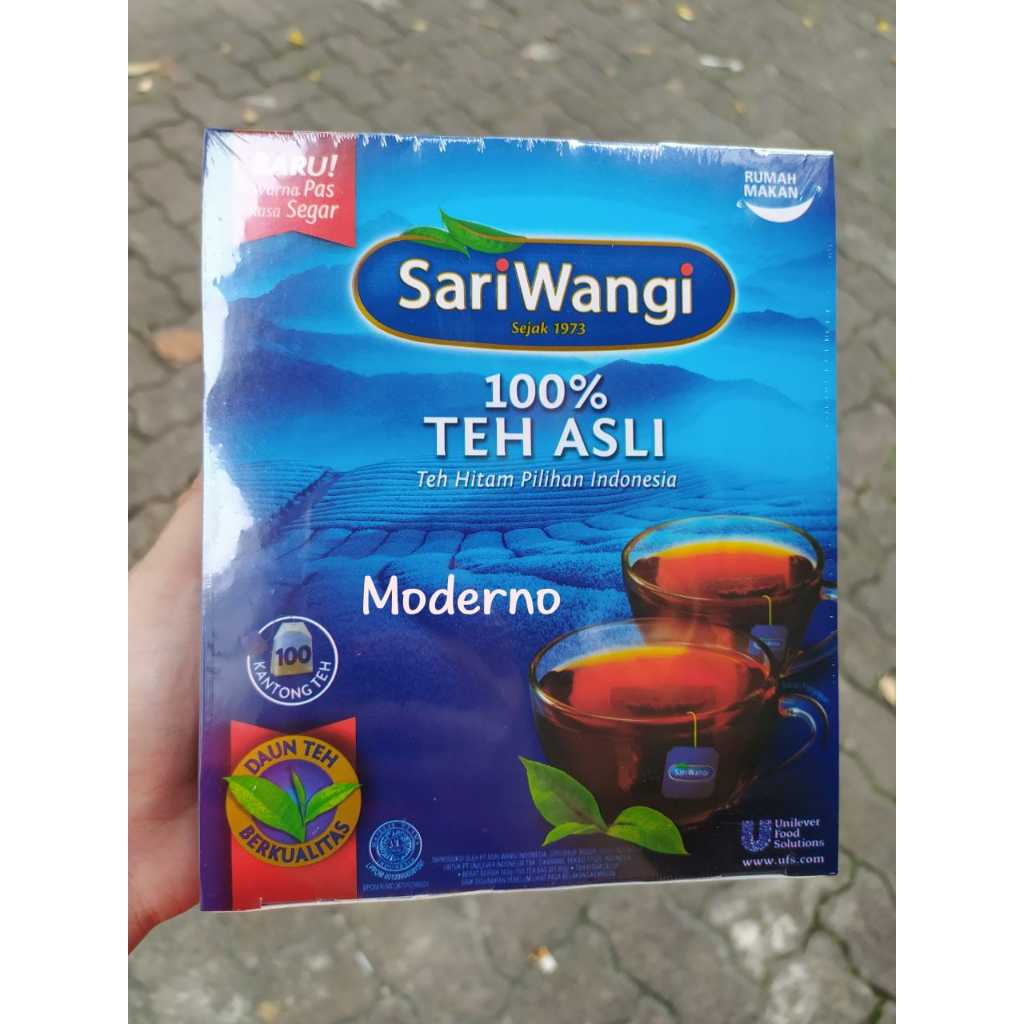 BARU!
Warna Pas
Rasa Segar
RUMAH
MAKAN
SariWangi
Sejak 1973
100%
TEH ASLI
Teh Hitam Pilihan Indonesia
Moderno
100
KANTONG TEH
DAUN TEH
BERKUALITAS
SariWangi
Unilever
Food
Solutions
www.ufs.com